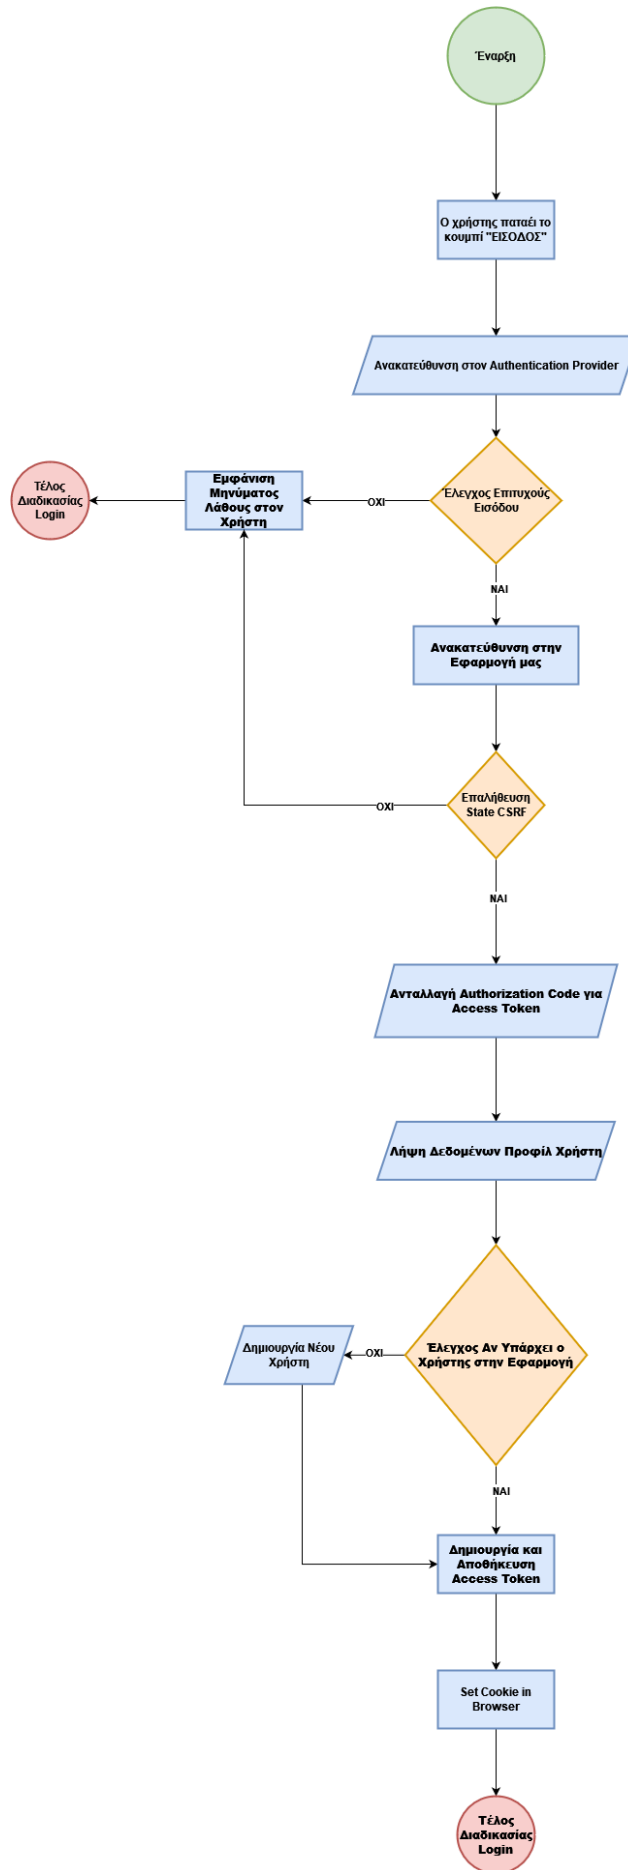 Έναρξη
Ο χρήστης παταέι το
κουμπί "ΕΙΣΟΔΟΣ"
Ανακατεύθυνση στον Authentication Provider
Έλεγχος Επιτυχούς
Εισόδου
ΟΧΙ
Εμφάνιση
Μηνύματος
Λάθους στον
Χρήστη
Τέλος
Διαδικασίας
Login
ΝΑΙ
Ανακατεύθυνση στην
Εφαρμογή μας
Επαλήθευση
State CSRF
ΟΧΙ
ΝΑΙ
Ανταλλαγή Authorization Code για
Access Token
Λήψη Δεδομένων Προφίλ Χρήστη
Έλεγχος Αν Υπάρχει ο
Χρήστης στην Εφαρμογή
ΟΧΙ
Δημιουργία Νέου
Χρήστη
ΝΑΙ
Δημιουργία και
Αποθήκευση
Access Token
Set Cookie in
Browser
Τέλος
Διαδικασίας
Login